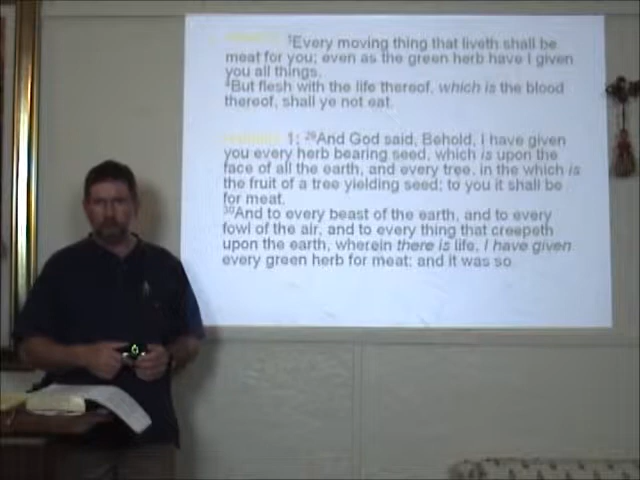 ³Every moving thing that liveth shall be
meat for you; even as the green herb have I given
you all things.
⁴But flesh with the life thereof, which is the blood
thereof, shall ye not eat.
1: ²⁹And God said, Behold, I have given
you every herb bearing seed, which is upon the
face of all the earth, and every tree, in the which is
the fruit of a tree yielding seed; to you it shall be
for meat.
³⁰And to every beast of the earth, and to every
fowl of the air, and to every thing that creepeth
upon the earth, wherein there is life, I have given
every green herb for meat: and it was so